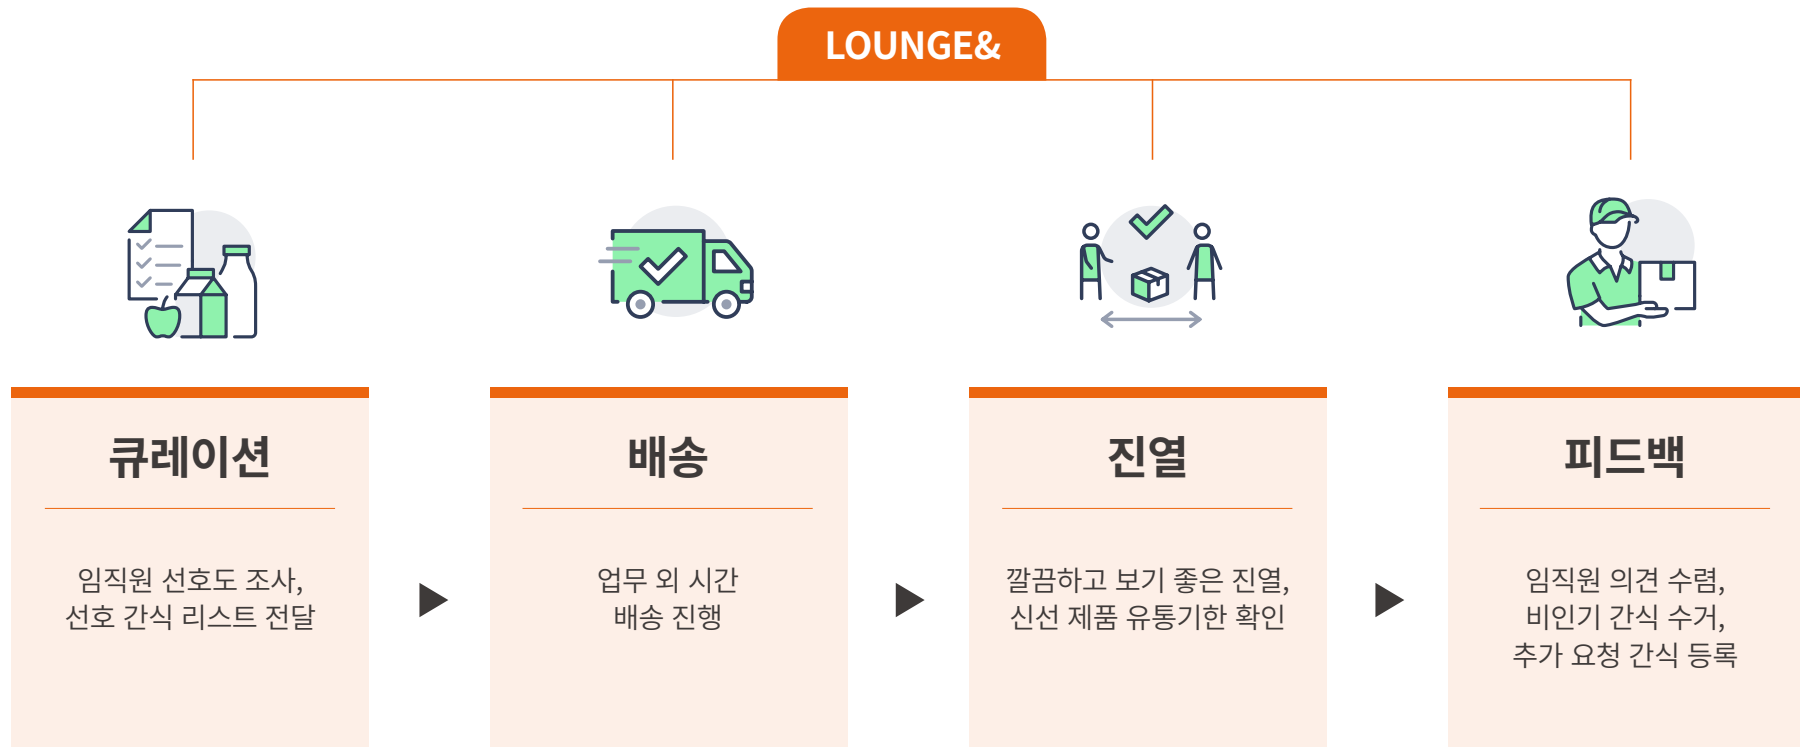 LOUNGE&
큐레이션
임직원 선호도 조사,
선호 간식 리스트 전달
배송
업무 외 시간
배송 진행
진열
깔끔하고 보기 좋은 진열,
신선 제품 유통기한 확인
피드백
임직원 의견 수렴,
비인기 간식 수거,
추가 요청 간식 등록